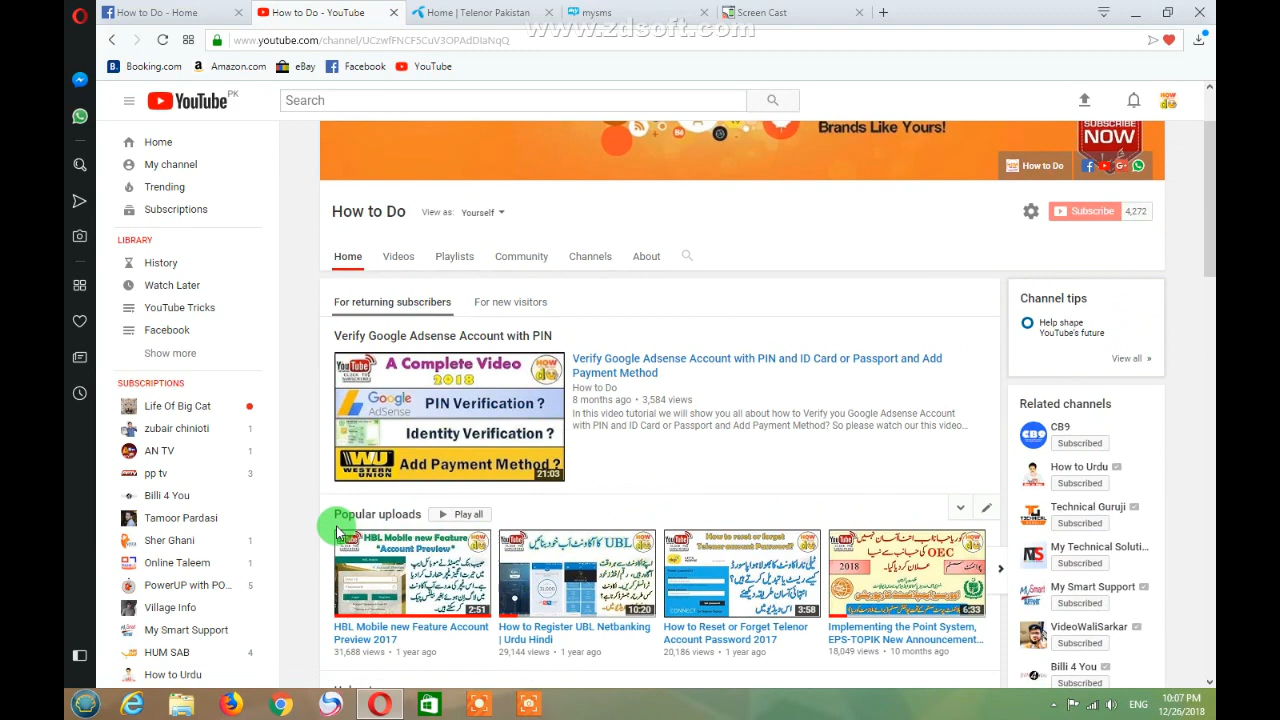 How to Do - Home
How to Do - YouTube
Home | Telenor Pakistan
mysms
Screen Cast
www.zdsoft.com
www.youtube.com/channel/UCzwfFNCF5CuV3OPAdDIaNqQ
Booking.com
Amazon.com
eBay
Facebook
YouTube
YouTube PK
Search
Brands Like Yours!
SUBSCRIBE
NOW
How to Do
Home
My channel
Trending
Subscriptions
LIBRARY
History
Watch Later
YouTube Tricks
Facebook
Show more
SUBSCRIPTIONS
Life Of Big Cat
zubair chinioti 1
AN TV 1
pp tv 3
Billi 4 You
Tamoor Pardasi
Sher Ghani 1
Online Taleem 1
PowerUP with PO... 5
Village Info
My Smart Support
HUM SAB 4
How to Urdu
How to Do
View as: Yourself
Subscribe 4,272
Home Videos Playlists Community Channels About
For returning subscribers
For new visitors
Verify Google Adsense Account with PIN
A Complete Video
2018
HOW
Google
AdSense
PIN Verification ?
Identity Verification ?
WU
WESTERN
UNION
Add Payment Method ?
21:03
Verify Google Adsense Account with PIN and ID Card or Passport and Add
Payment Method
How to Do
8 months ago • 3,584 views
In this video tutorial we will show you all about how to Verify you Google Adsense Account
with PIN and ID Card or Passport and Add Payment Method? So please watch our this video...
Popular uploads
Play all
HBL Mobile new Feature
"Account Preview"
2:51
HBL Mobile new Feature Account
Preview 2017
31,688 views • 1 year ago
UBL
10:20
How to Register UBL Netbanking
| Urdu Hindi
29,144 views • 1 year ago
How to reset or forget
Telenor account Password?
CONNECT
3:58
How to Reset or Forget Telenor
Account Password 2017
20,186 views • 1 year ago
OEC
2018
6:33
Implementing the Point System,
EPS-TOPIK New Announcement...
18,049 views • 10 months ago
Channel tips
Help shape
YouTube's future
View all »
Related channels
CB9
Subscribed
How to Urdu
Subscribed
Technical Guruji
Subscribed
My Technical Soluti...
Subscribed
My Smart Support
Subscribed
VideoWaliSarkar
Subscribed
Billi 4 You
Subscribed
ENG
10:07 PM
12/26/2018